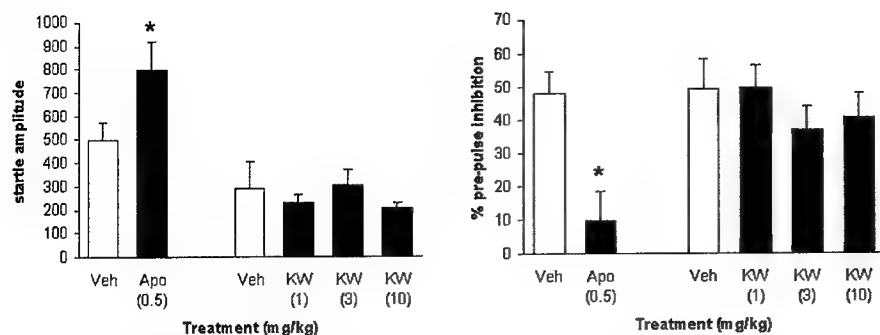 1000
900
800
700
600
500
400
300
200
100
0
startle amplitude
*
Veh Apo Veh KW KW KW
(0.5) (1) (3) (10)
Treatment (mg/kg)
70
60
50
40
30
20
10
0
% pre-pulse inhibition
*
Veh Apo Veh KW KW KW
(0.5) (1) (3) (10)
Treatment (mg/kg)